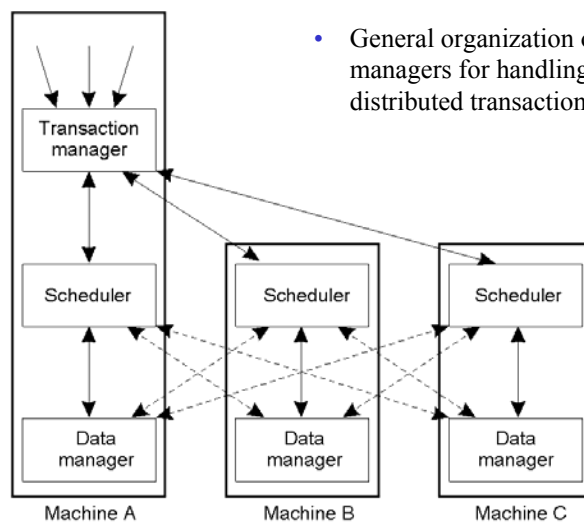 • General organization
managers for handling
distributed transaction
Transaction
manager
Scheduler
Scheduler
Scheduler
Data
manager
Data
manager
Data
manager
Machine A
Machine B
Machine C